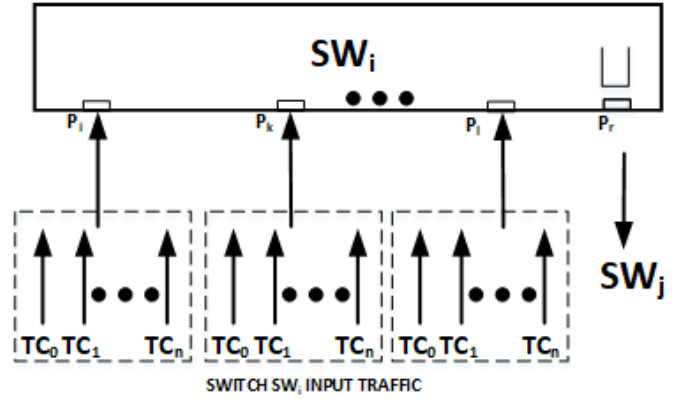 SWᵢ
Pᵢ Pₖ Pₗ Pᵣ
SWⱼ
TC₀ TC₁ TCₙ TC₀ TC₁ TCₙ TC₀ TC₁ TCₙ
SWITCH SWᵢ INPUT TRAFFIC